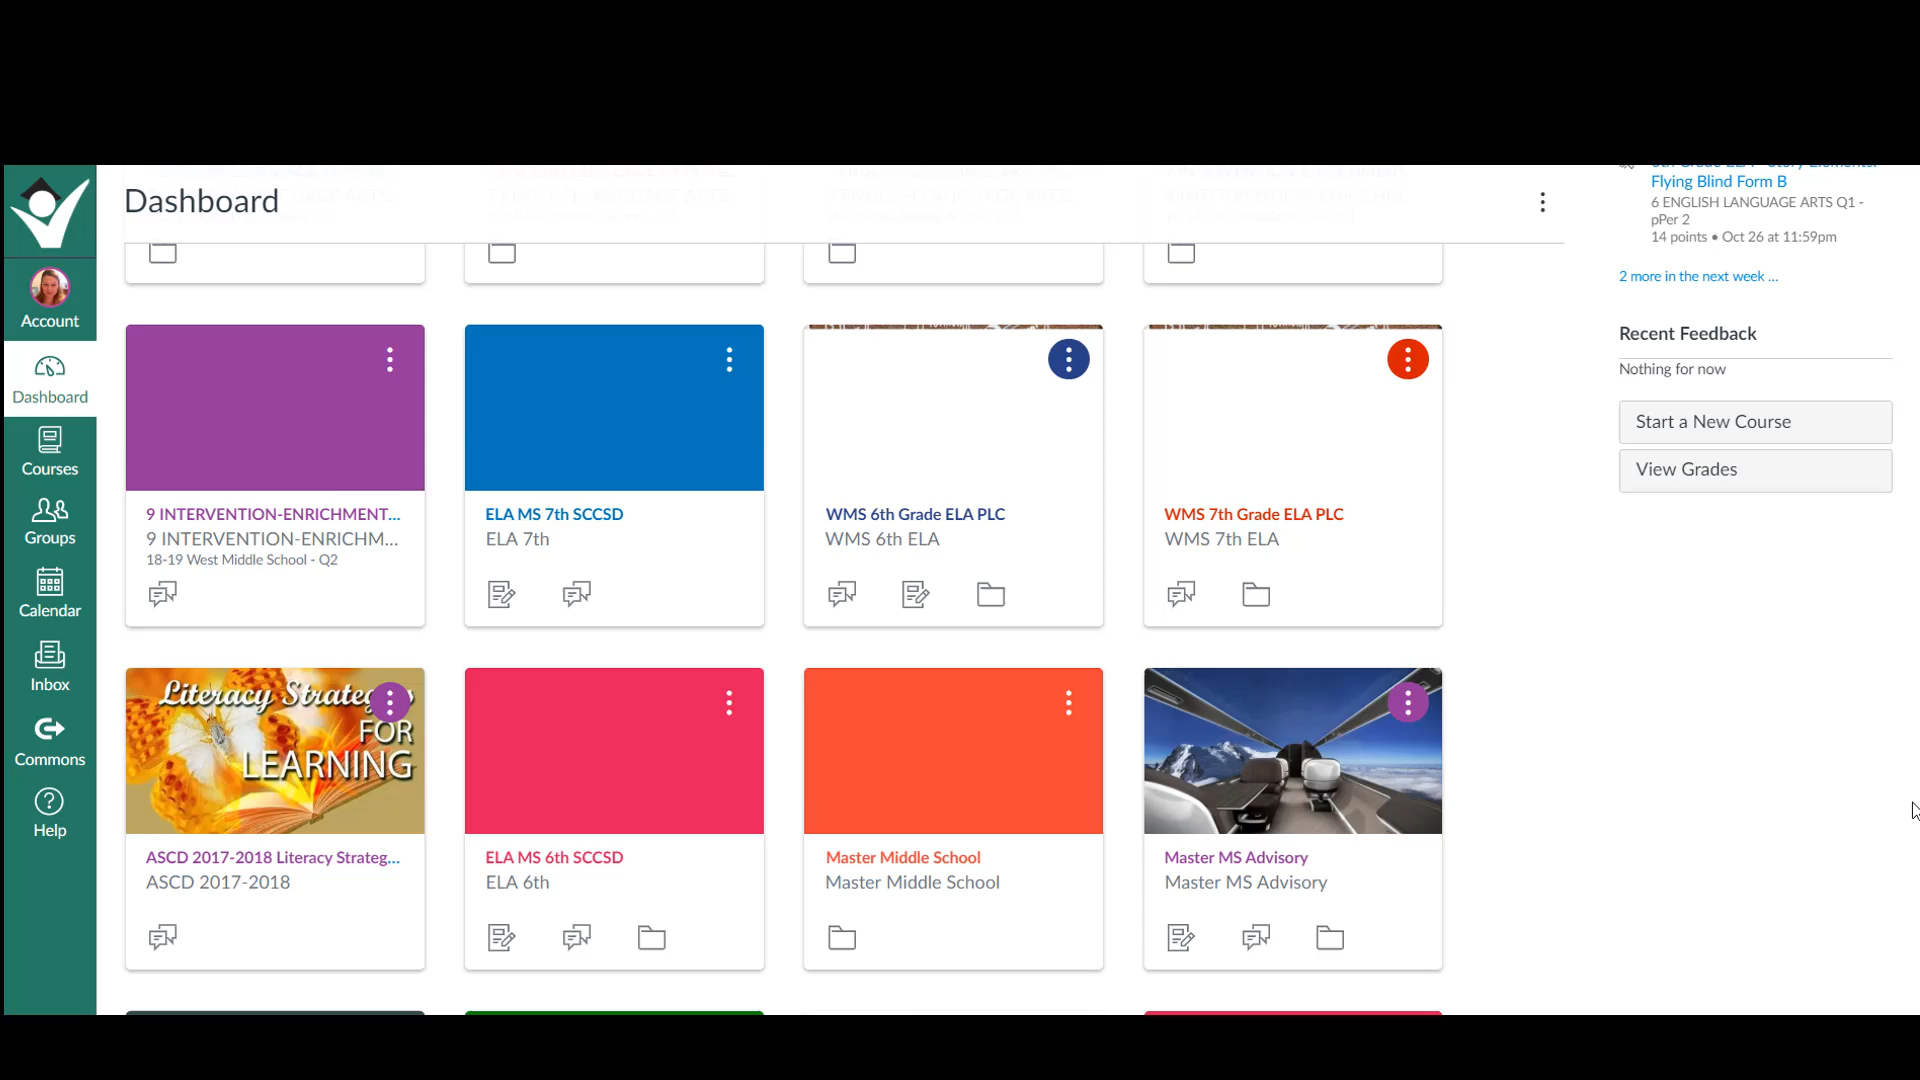 Dashboard
Flying Blind Form B
6 ENGLISH LANGUAGE ARTS Q1 -
pPer 2
14 points • Oct 26 at 11:59pm
2 more in the next week ...
Recent Feedback
Nothing for now
Start a New Course
View Grades
Account
Dashboard
Courses
Groups
Calendar
Inbox
Commons
Help
9 INTERVENTION-ENRICHMENT...
9 INTERVENTION-ENRICHM...
18-19 West Middle School - Q2
ELA MS 7th SCCSD
ELA 7th
WMS 6th Grade ELA PLC
WMS 6th ELA
WMS 7th Grade ELA PLC
WMS 7th ELA
Literacy Strategy
FOR
LEARNING
ASCD 2017-2018 Literacy Strateg...
ASCD 2017-2018
ELA MS 6th SCCSD
ELA 6th
Master Middle School
Master Middle School
Master MS Advisory
Master MS Advisory